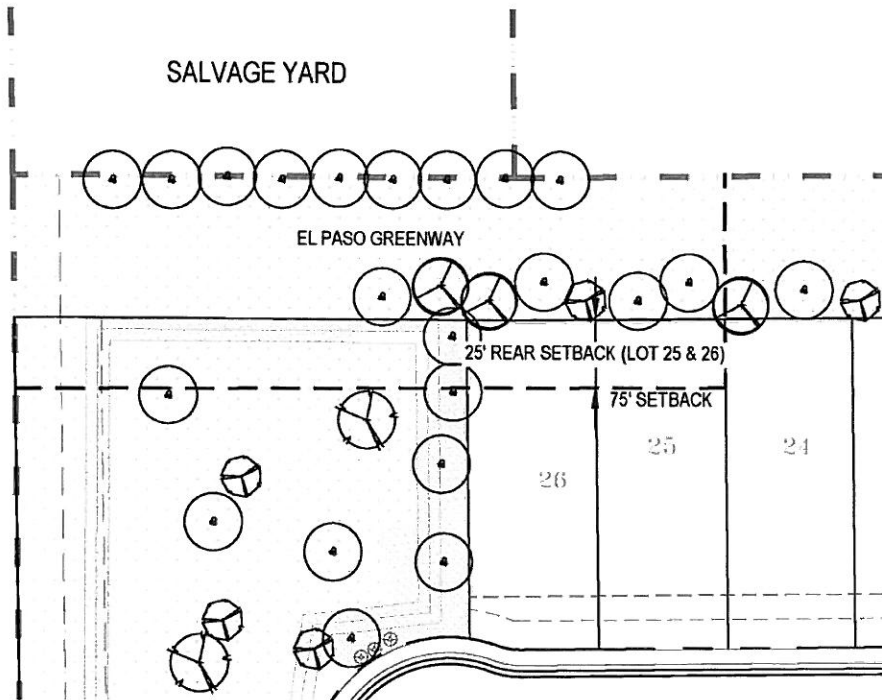 SALVAGE YARD
EL PASO GREENWAY
25' REAR SETBACK (LOT 25 & 26)
75' SETBACK
26
25
24